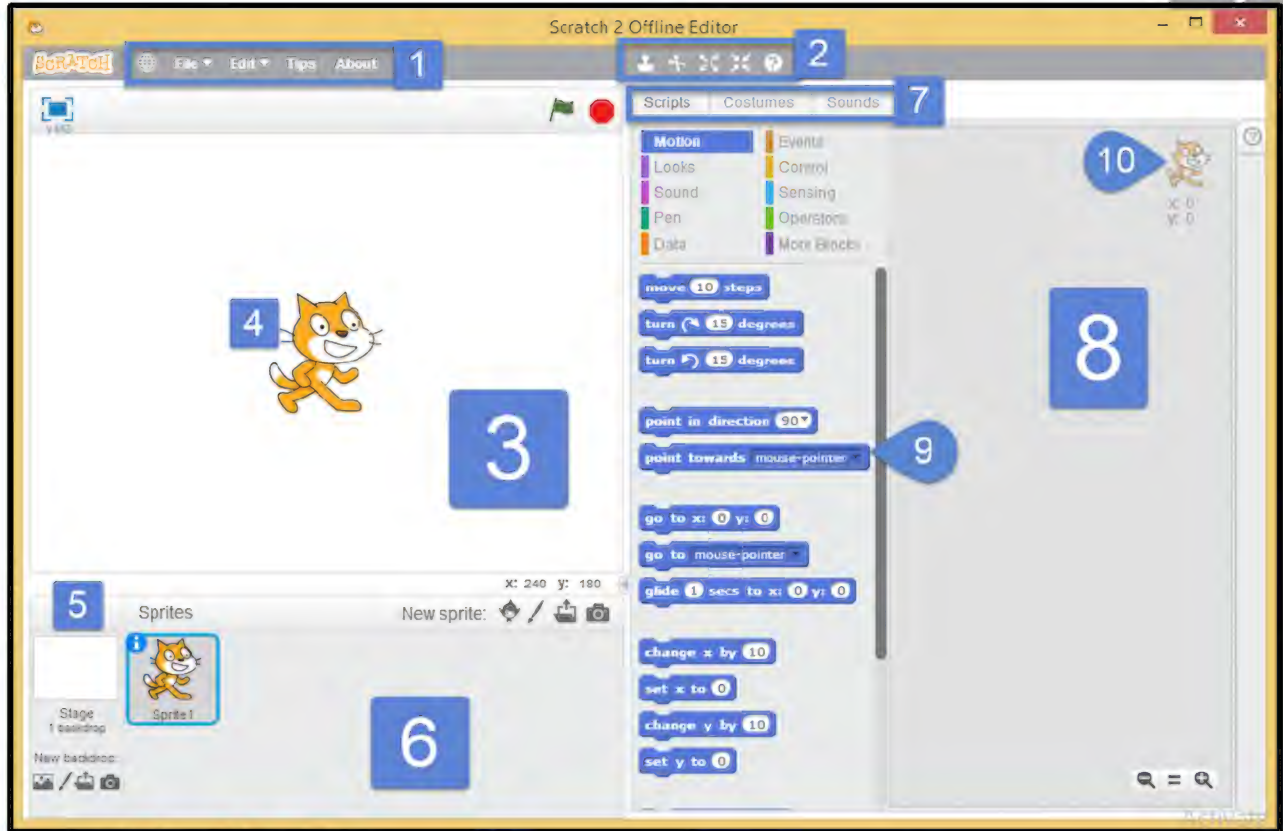 Scratch 2 Offline Editor
SCRATCH File Edit Tips About 1
2
Scripts Costumes Sounds 7
Motion Events
Looks Control
Sound Sensing
Pen Operators
Data More Blocks
10
x: 0
y: 0
4
3
8
move 10 steps
turn 15 degrees
turn 15 degrees
point in direction 90
point towards mouse-pointer
9
go to x: 0 y: 0
go to mouse-pointer
glide 1 secs to x: 0 y: 0
change x by 10
set x to 0
change y by 10
set y to 0
x: 240 y: 180
5
Sprites New sprite:
Stage
1 backdrop
Sprite1
New backdrop:
6
Activate